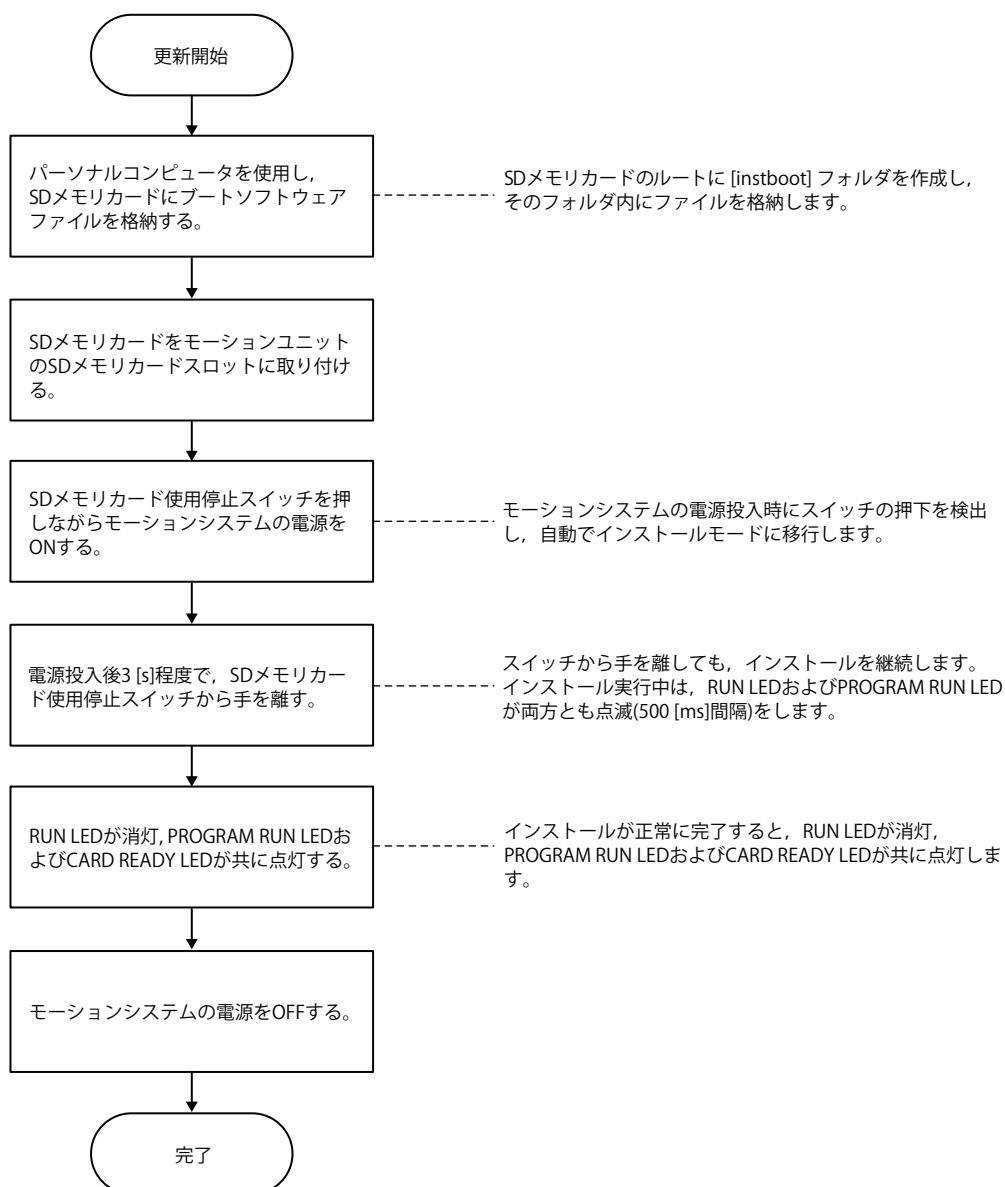 更新開始
パーソナルコンピュータを使用し,
SDメモリカードにブートソフトウェア
ファイルを格納する。
SDメモリカードのルートに [instboot] フォルダを作成し,
そのフォルダ内にファイルを格納します。
SDメモリカードをモーションユニット
のSDメモリカードスロットに取り付け
る。
SDメモリカード使用停止スイッチを押
しながらモーションシステムの電源を
ONする。
モーションシステムの電源投入時にスイッチの押下を検出
し, 自動でインストールモードに移行します。
電源投入後3 [s]程度で, SDメモリカー
ド使用停止スイッチから手を離す。
スイッチから手を離しても, インストールを継続します。
インストール実行中は, RUN LEDおよびPROGRAM RUN LED
が両方とも点滅(500 [ms]間隔)をします。
RUN LEDが消灯, PROGRAM RUN LEDお
よびCARD READY LEDが共に点灯する。
インストールが正常に完了すると, RUN LEDが消灯,
PROGRAM RUN LEDおよびCARD READY LEDが共に点灯しま
す。
モーションシステムの電源をOFFする。
完了